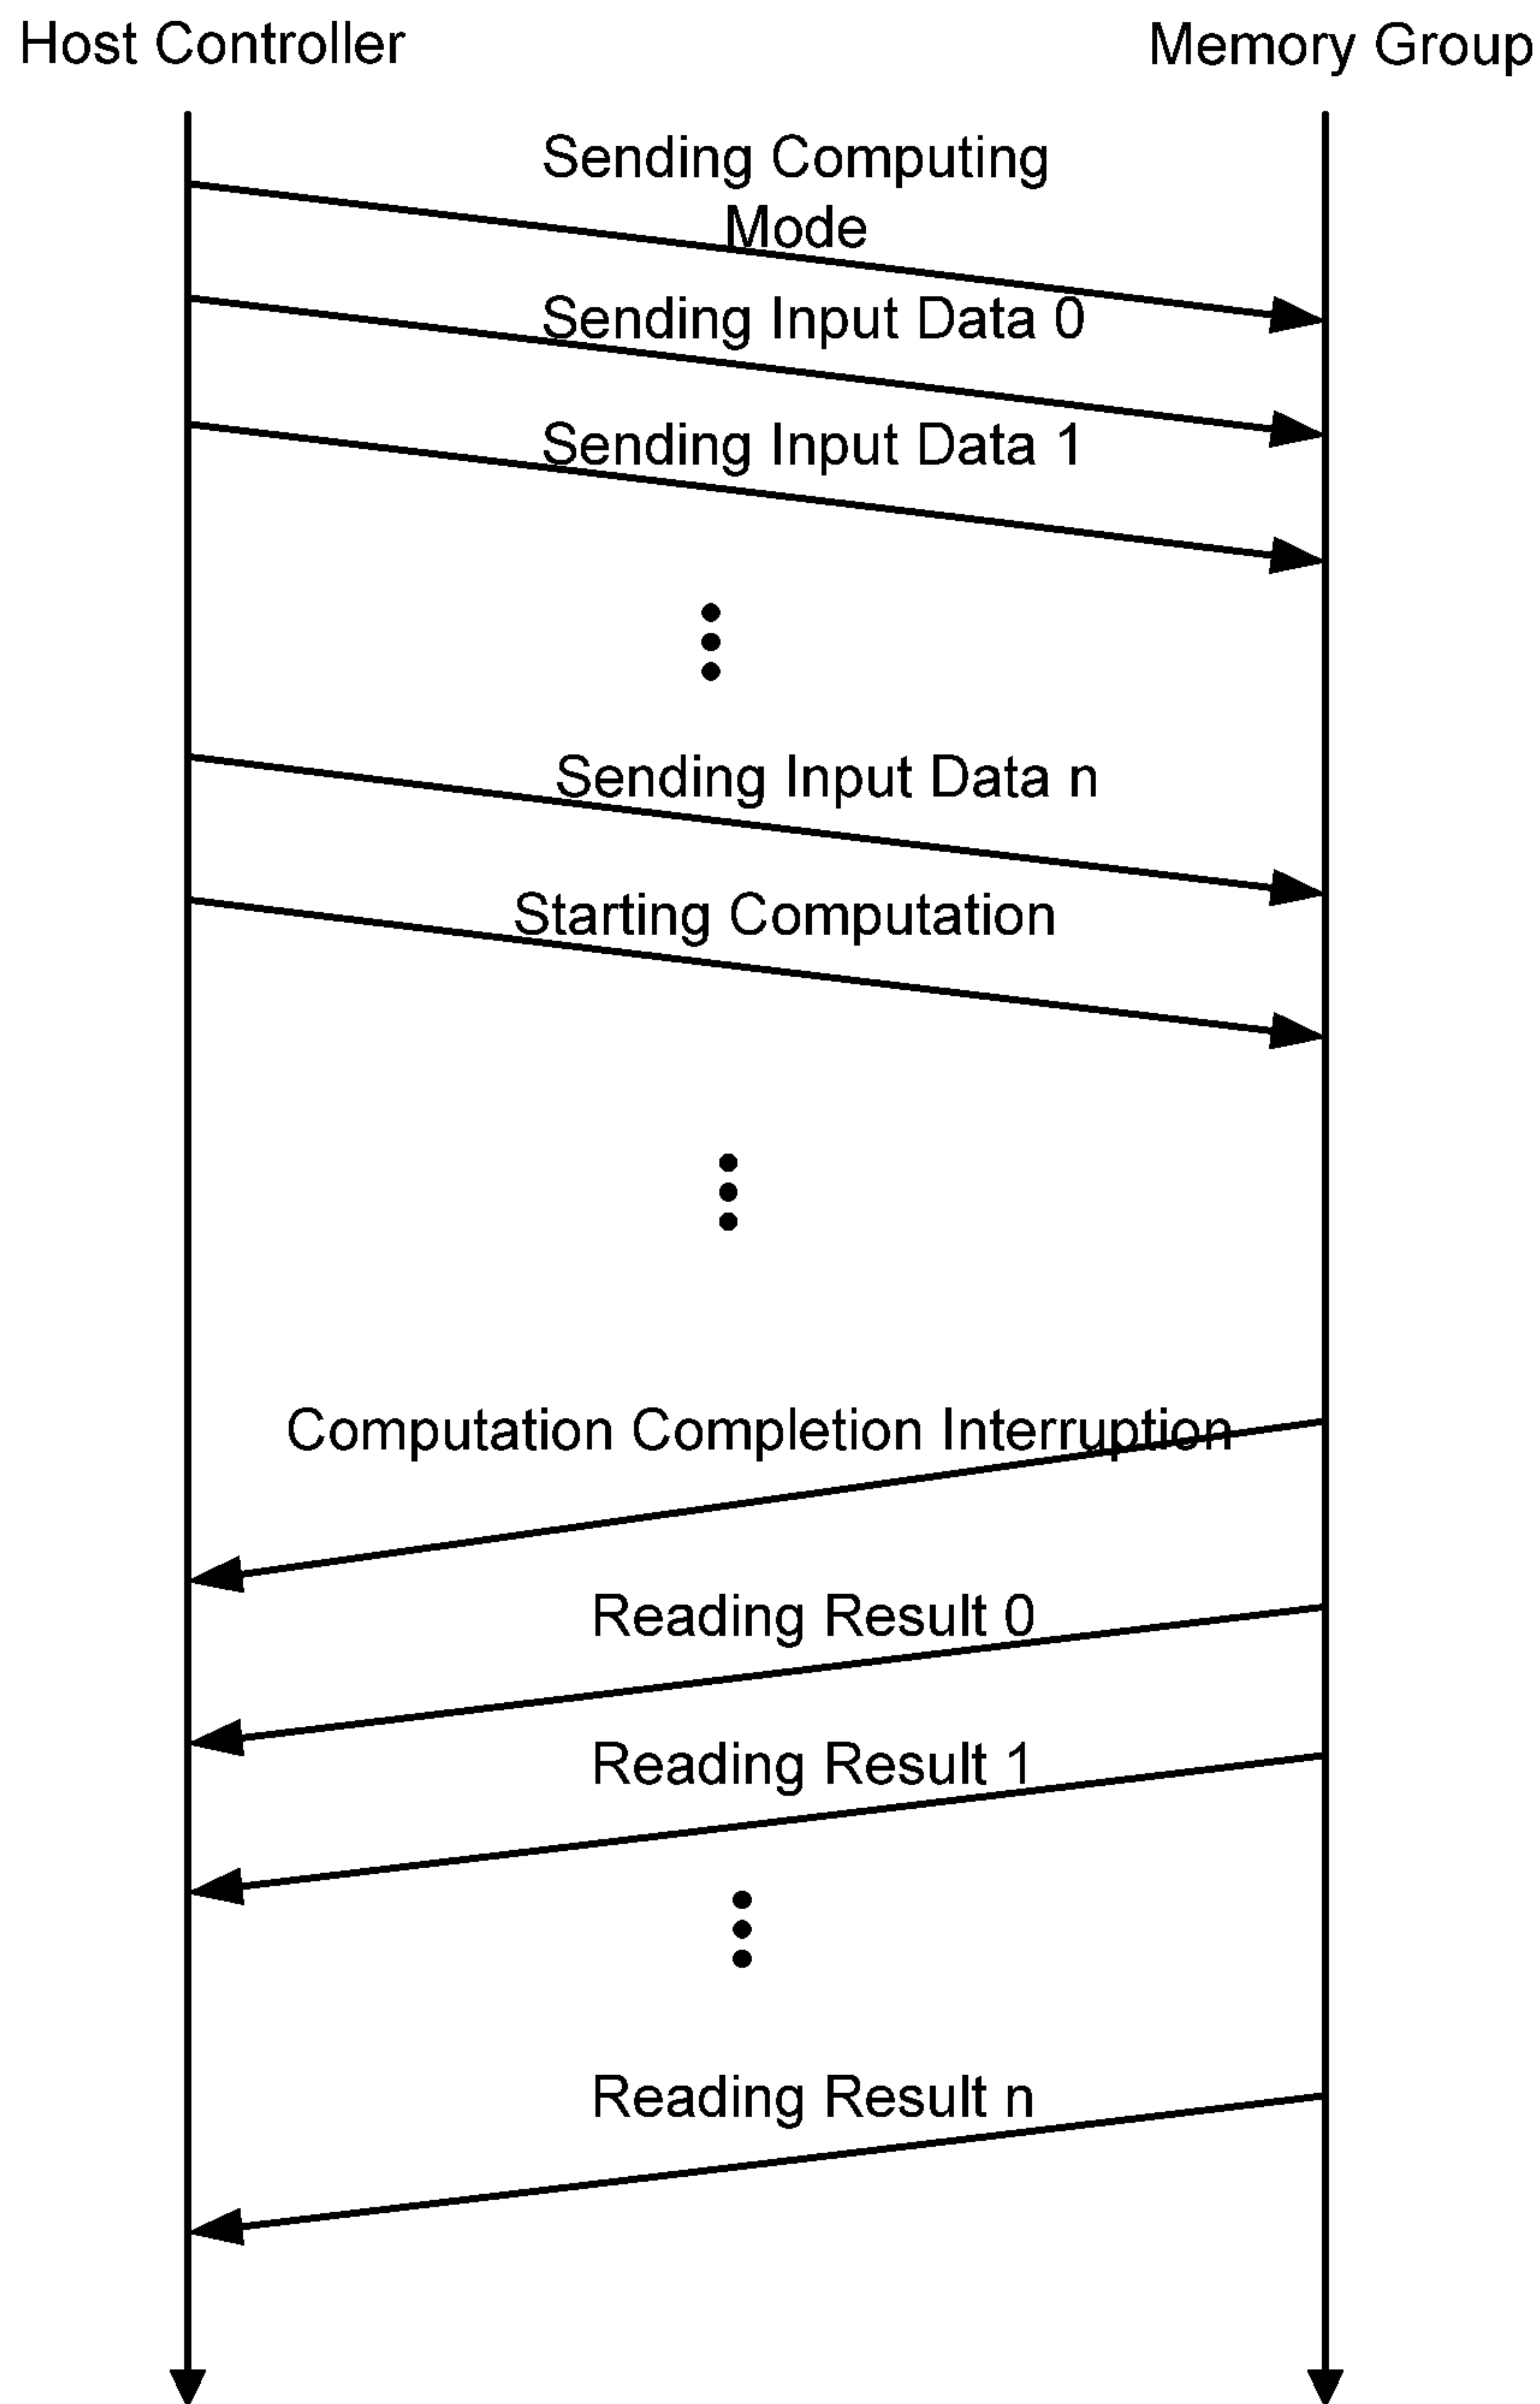 Host Controller
Memory Group
Sending Computing
Mode
Sending Input Data 0
Sending Input Data 1
Sending Input Data n
Starting Computation
Computation Completion Interruption
Reading Result 0
Reading Result 1
Reading Result n